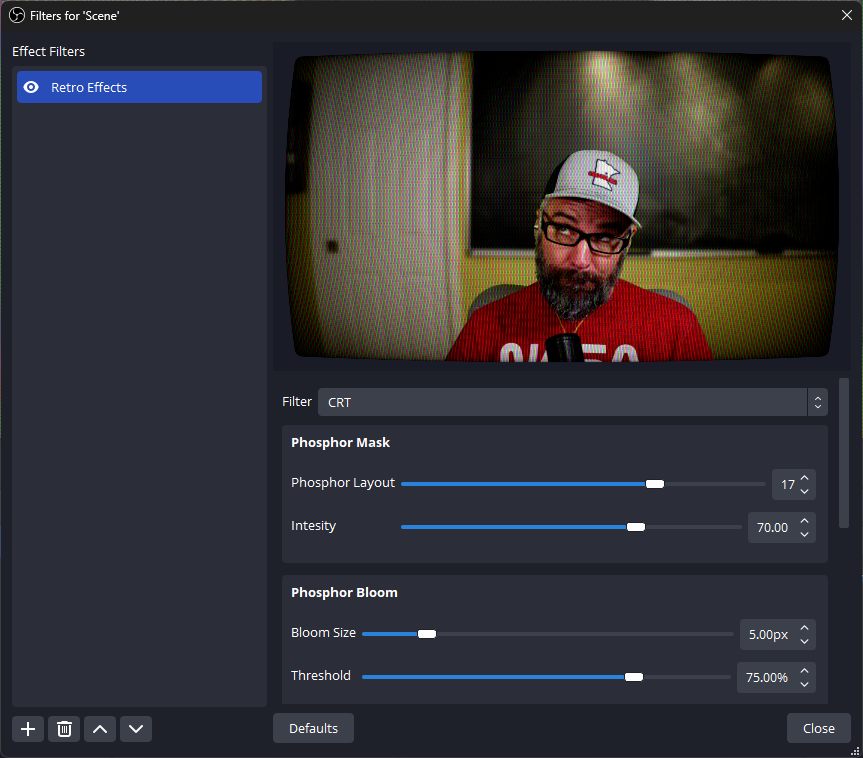 Filters for 'Scene'
Effect Filters
Retro Effects
Filter CRT
Phosphor Mask
Phosphor Layout 17
Intesity 70.00
Phosphor Bloom
Bloom Size 5.00px
Threshold 75.00%
Defaults
Close